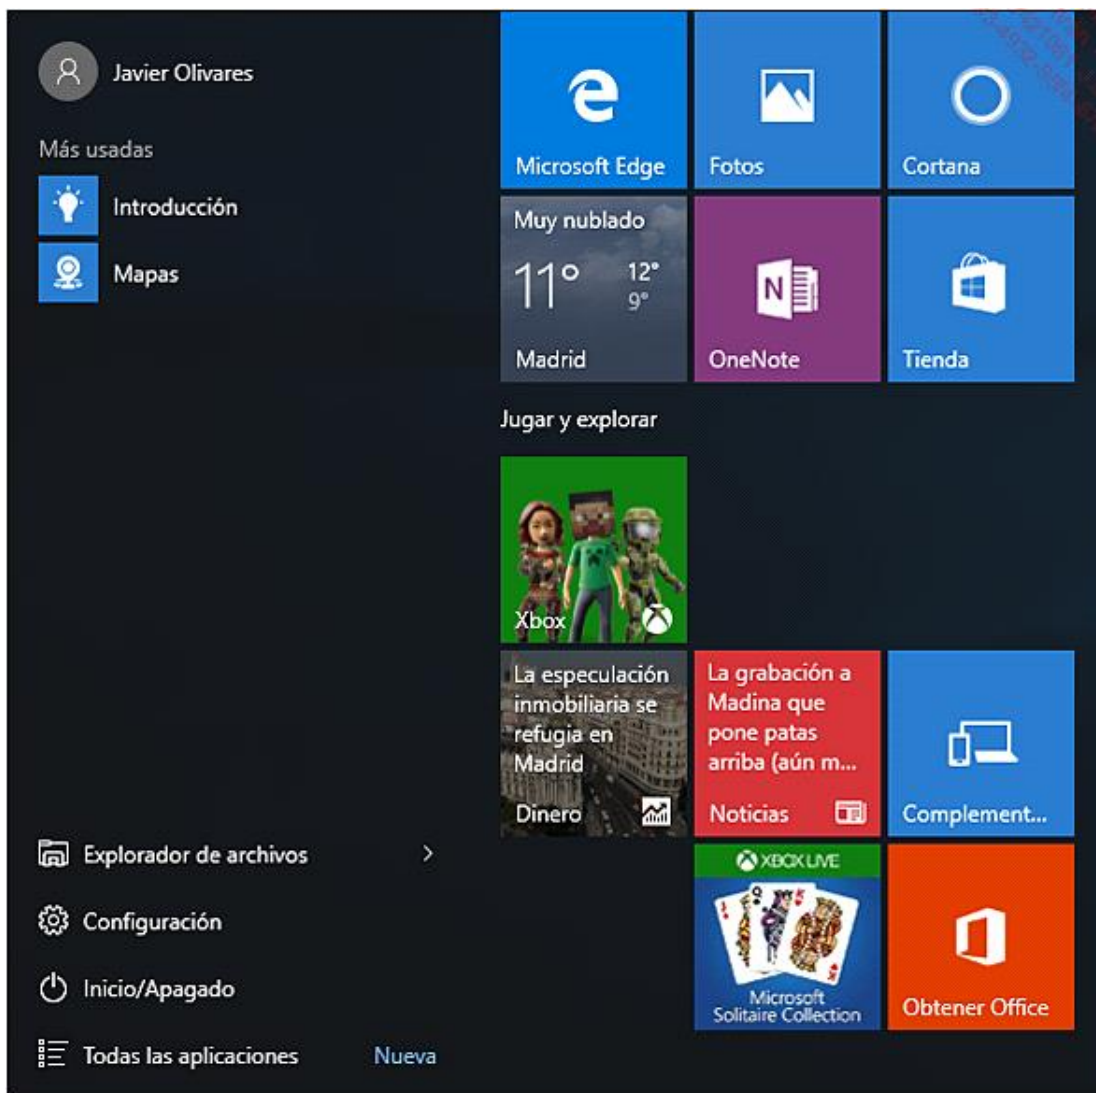 Javier Olivares
Más usadas
Introducción
Mapas
Explorador de archivos
Configuración
Inicio/Apagado
Todas las aplicaciones Nueva
Microsoft Edge
Fotos
Cortana
Muy nublado
11° 12°
9°
Madrid
N
OneNote
Tienda
Jugar y explorar
Xbox
La especulación
inmobiliaria se
refugia en
Madrid
Dinero
La grabación a
Madina que
pone patas
arriba (aún m...
Noticias
Complement...
XBOX LIVE
Microsoft
Solitaire Collection
Obtener Office